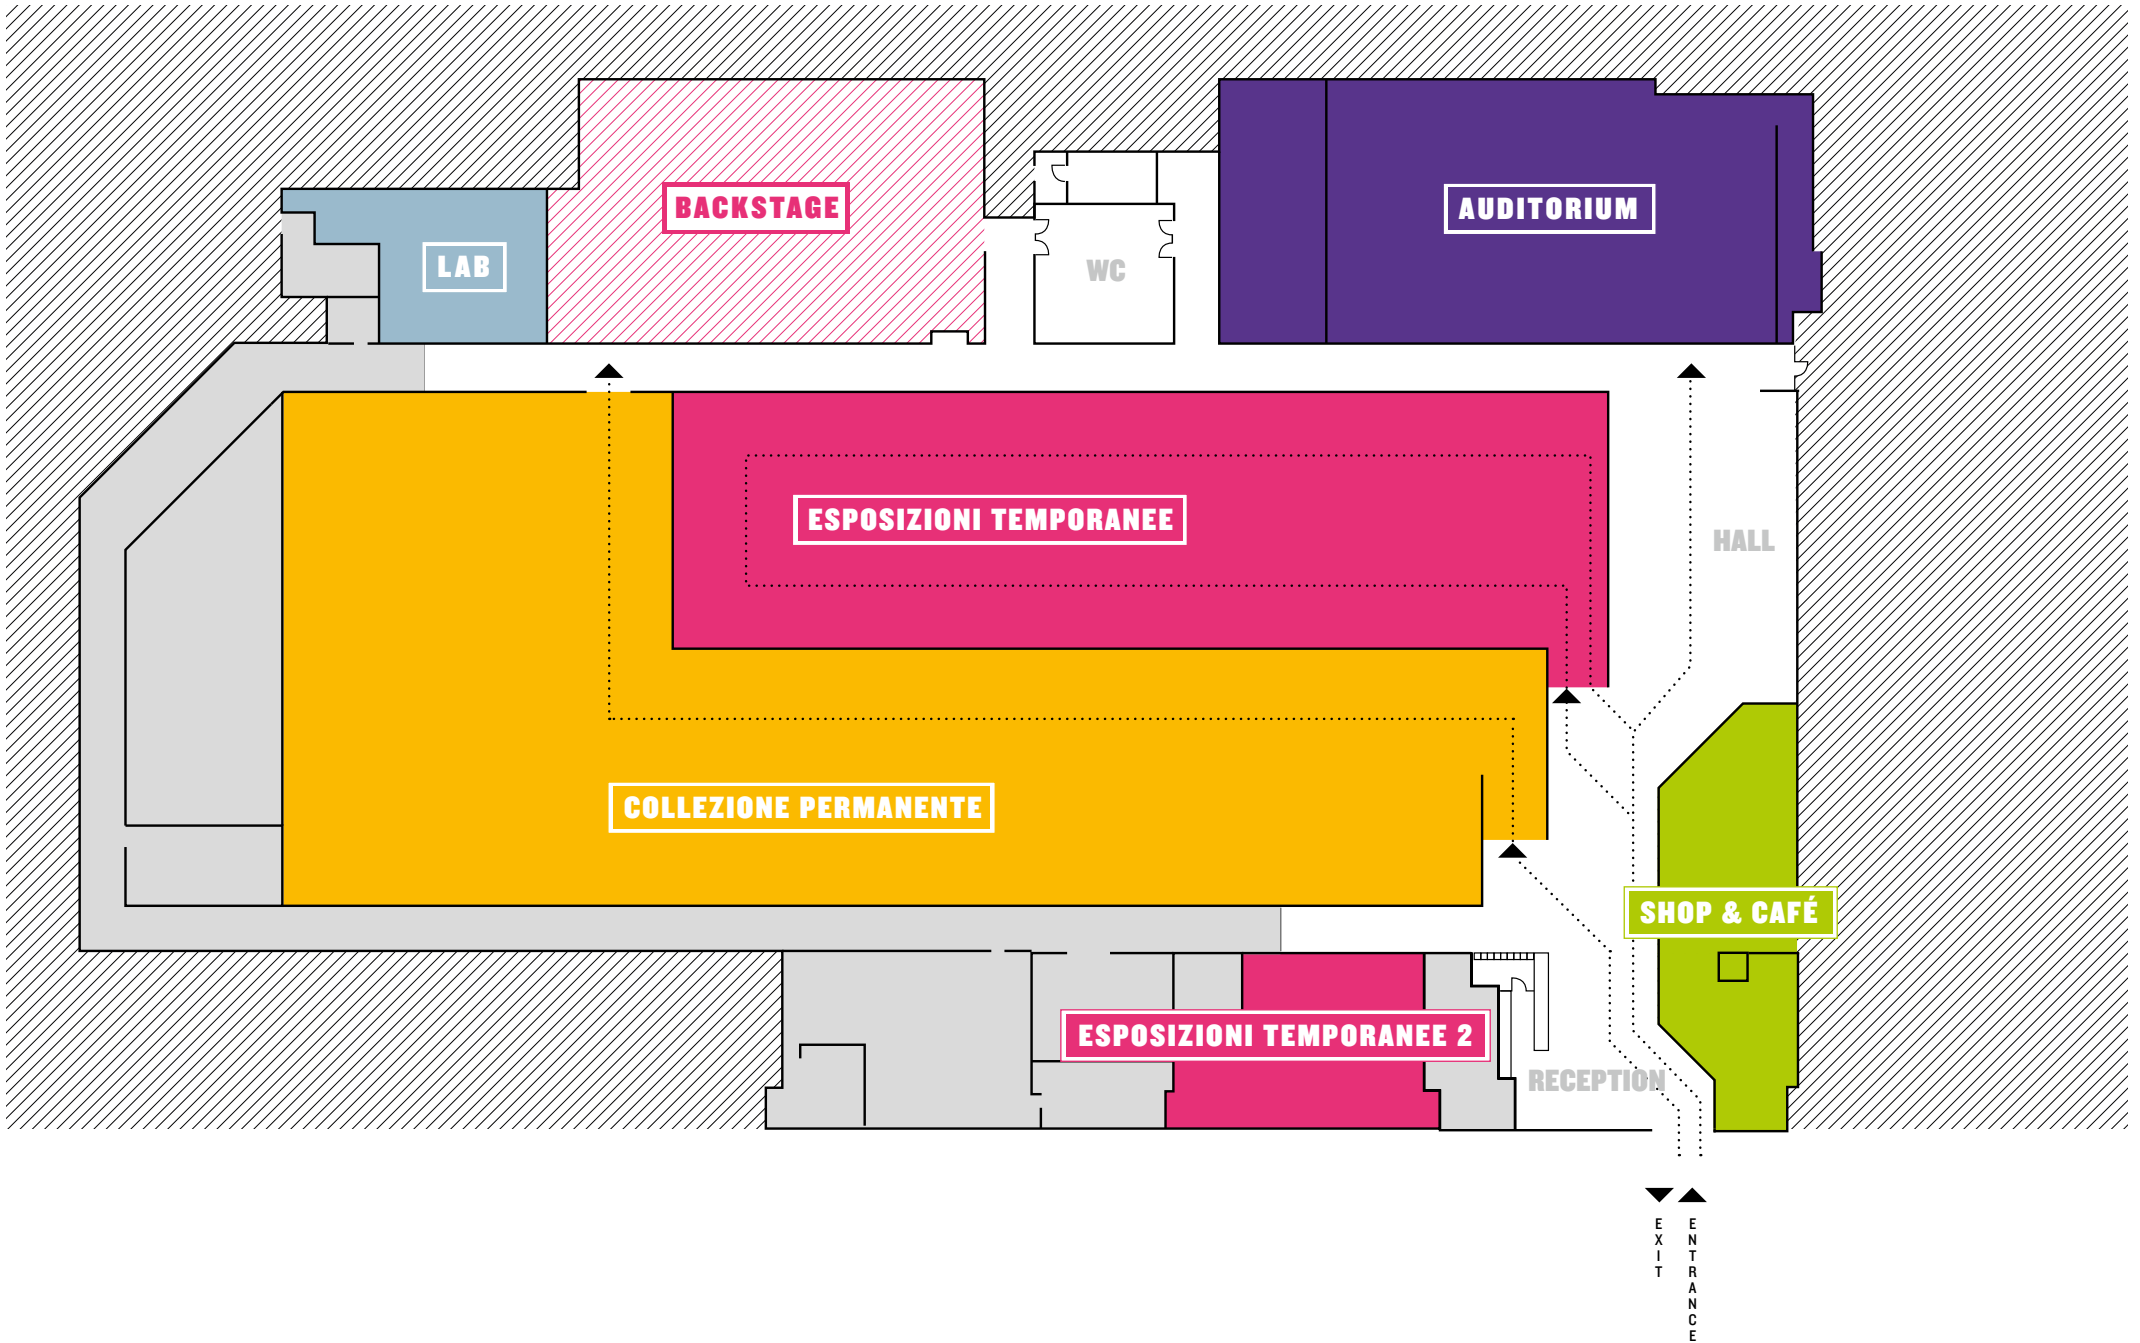 BACKSTAGE
AUDITORIUM
LAB
WC
ESPOSIZIONI TEMPORANEE
HALL
COLLEZIONE PERMANENTE
SHOP & CAFÉ
ESPOSIZIONI TEMPORANEE 2
RECEPTION
EXIT
ENTRANCE